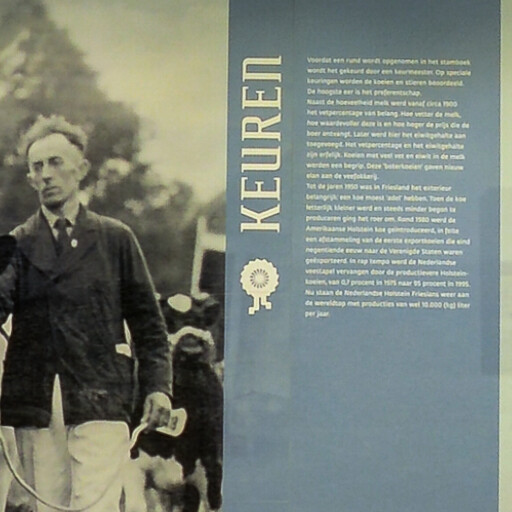 KEUREN
Voordat een rund wordt opgenomen in het stamboek
wordt het gekeurd door een keurmeester. Op speciale
keuringen worden de koeien en stieren beoordeeld.
De hoogste eer is het preferentschap.
Naast de hoeveelheid melk werd vanaf circa 1900
het vetpercentage van belang. Hoe vetter de melk,
hoe waardevoller deze is en hoe hoger de prijs die de
boer ontvangt. Later werd hier het eiwitgehalte aan
toegevoegd. Het vetpercentage en het eiwitgehalte
zijn erfelijk. Koeien met veel vet en eiwit in de melk
werden een begrip. Deze 'boterkoeien' gaven nieuw
elan aan de veefokkerij.
Tot de jaren 1950 was in Friesland het exterieur
belangrijk: een koe moest 'adel' hebben. Toen de koe
letterlijk kleiner werd en steeds minder begon te
produceren ging het roer om. Rond 1980 werd de
Amerikaanse Holstein koe geïntroduceerd, in feite
een afstammeling van de eerste exportkoeien die eind
negentiende eeuw naar de Verenigde Staten waren
geëxporteerd. In rap tempo werd de Nederlandse
veestapel vervangen door de productievere Holstein-
koeien, van 0,7 procent in 1975 naar 95 procent in 1995.
Nu staan de Nederlandse Holstein Friesians weer aan
de wereldtop met producties van wel 10.000 (kg) liter
per jaar.